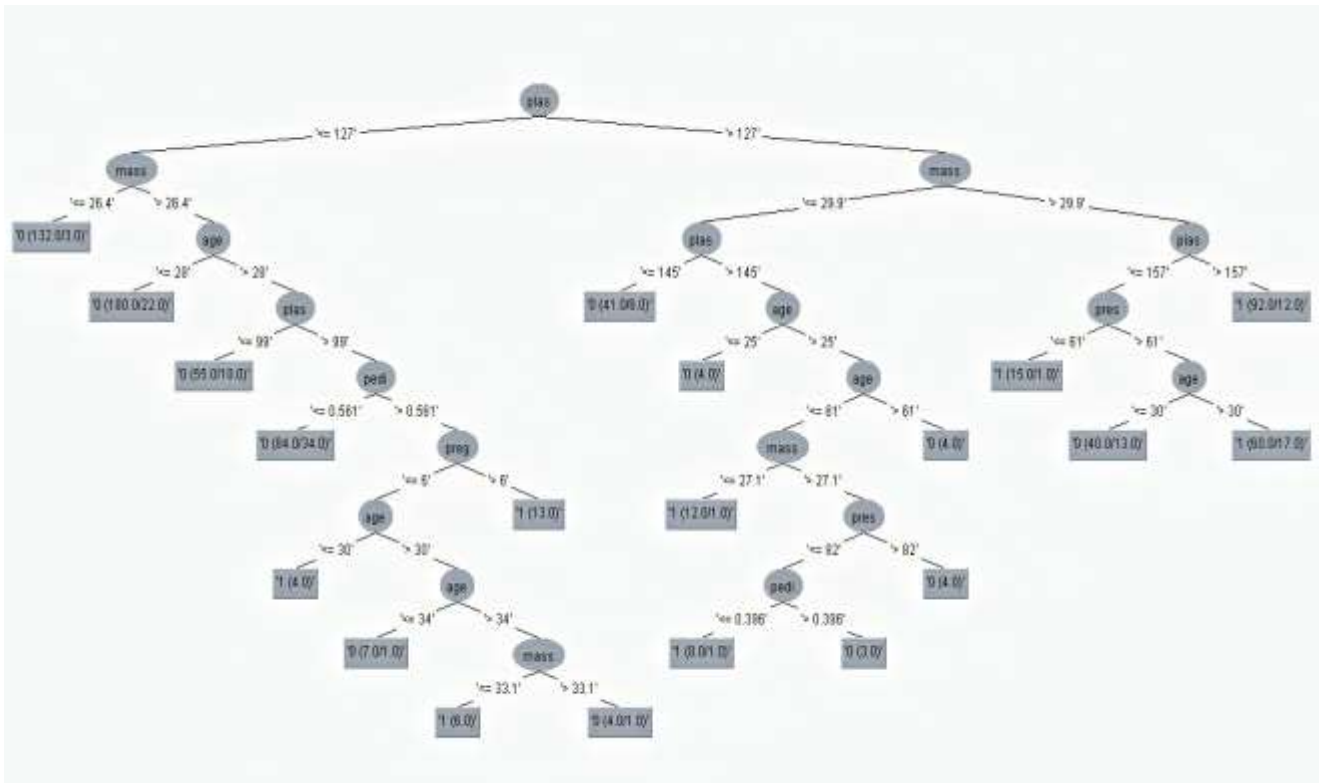 plas
'<= 127' '> 127'
mass mass
'<= 26.4' '> 26.4' '<= 29.9' '> 29.9'
'0 (132.0/3.0)' age plas plas
'<= 28' '> 28' '<= 145' '> 145' '<= 157' '> 157'
'0 (180.0/22.0)' plas '0 (41.0/6.0)' age pres '1 (92.0/12.0)'
'<= 99' '> 99' '<= 25' '> 25' '<= 61' '> 61'
'0 (55.0/10.0)' pedi '0 (4.0)' age '1 (15.0/1.0)' age
'<= 0.561' '> 0.561' '<= 61' '> 61' '<= 30' '> 30'
'0 (84.0/34.0)' preg mass '0 (4.0)' '0 (40.0/13.0)' '1 (60.0/17.0)'
'<= 6' '> 6' '<= 27.1' '> 27.1'
age '1 (13.0)' '1 (12.0/1.0)' pres
'<= 30' '> 30' '<= 82' '> 82'
'1 (4.0)' age pedi '0 (4.0)'
'<= 34' '> 34' '<= 0.396' '> 0.396'
'0 (7.0/1.0)' mass '1 (8.0/1.0)' '0 (3.0)'
'<= 33.1' '> 33.1'
'1 (6.0)' '0 (4.0/1.0)'